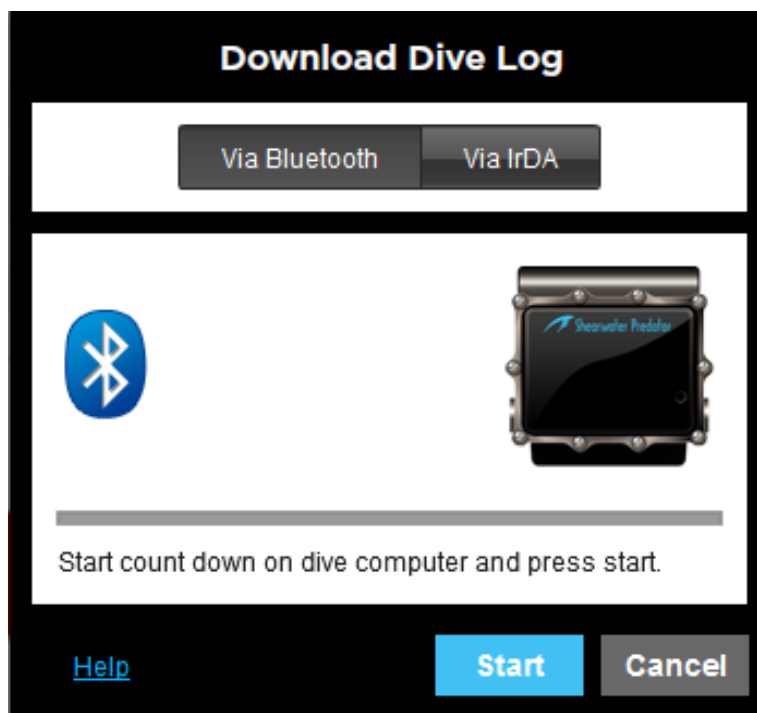 Download Dive Log
Via Bluetooth
Via IrDA
Shearwater Predator
Start count down on dive computer and press start.
Help
Start
Cancel